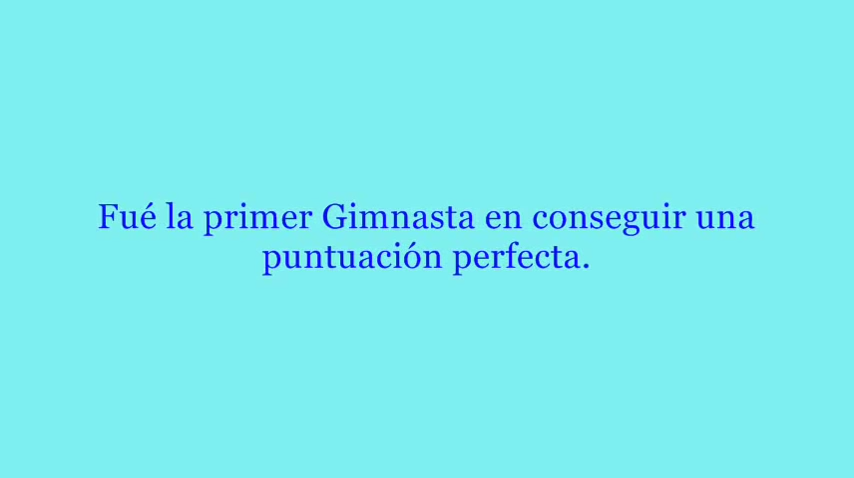 Fué la primer Gimnasta en conseguir una
puntuación perfecta.